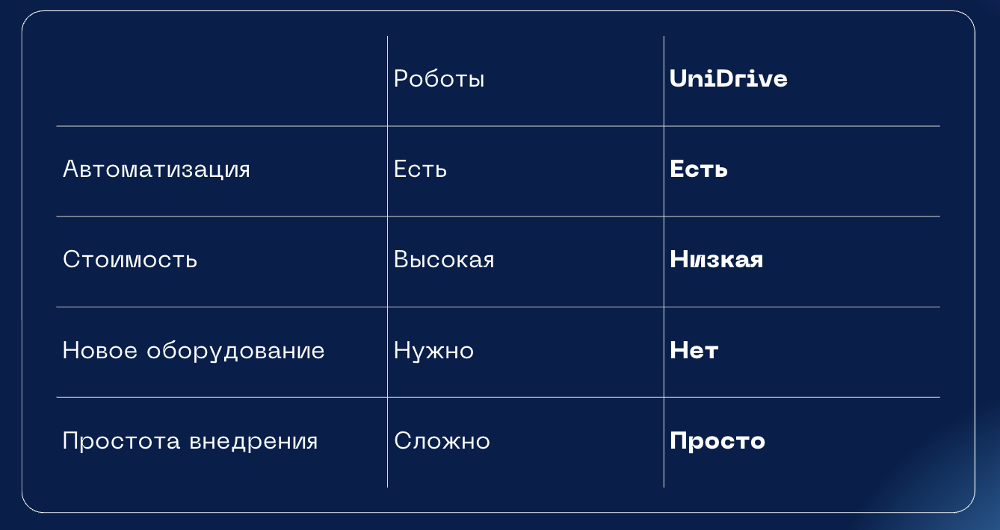 Роботы UniDrive
Автоматизация Есть Есть
Стоимость Высокая Низкая
Новое оборудование Нужно Нет
Простота внедрения Сложно Просто